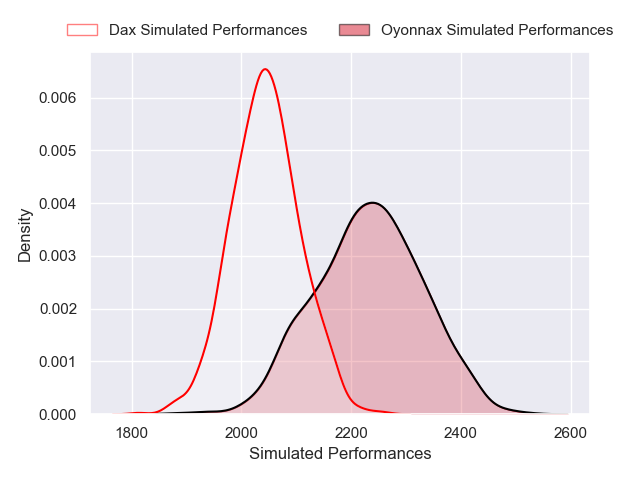 Dax Simulated Performances Oyonnax Simulated Performances
0.006
0.005
0.004
0.003
0.002
0.001
0.000
Density
1800 2000 2200 2400 2600
Simulated Performances